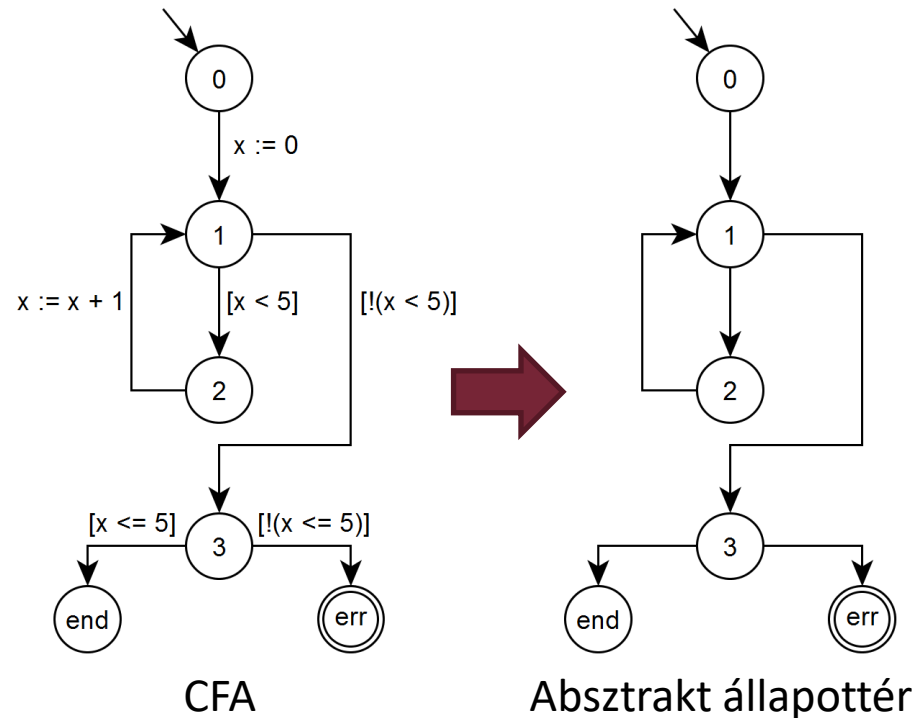 0
x := 0
1
x := x + 1
[x < 5]
[!(x < 5)]
2
[x <= 5]
[!(x <= 5)]
3
end
err
CFA
0
1
2
3
end
err
Absztrakt állapottér